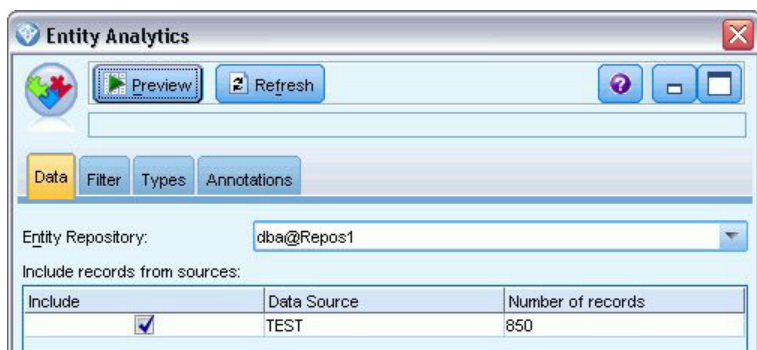 Entity Analytics
Preview Refresh
Data Filter Types Annotations
Entity Repository: dba@Repos1
Include records from sources:
Include Data Source Number of records
TEST 850